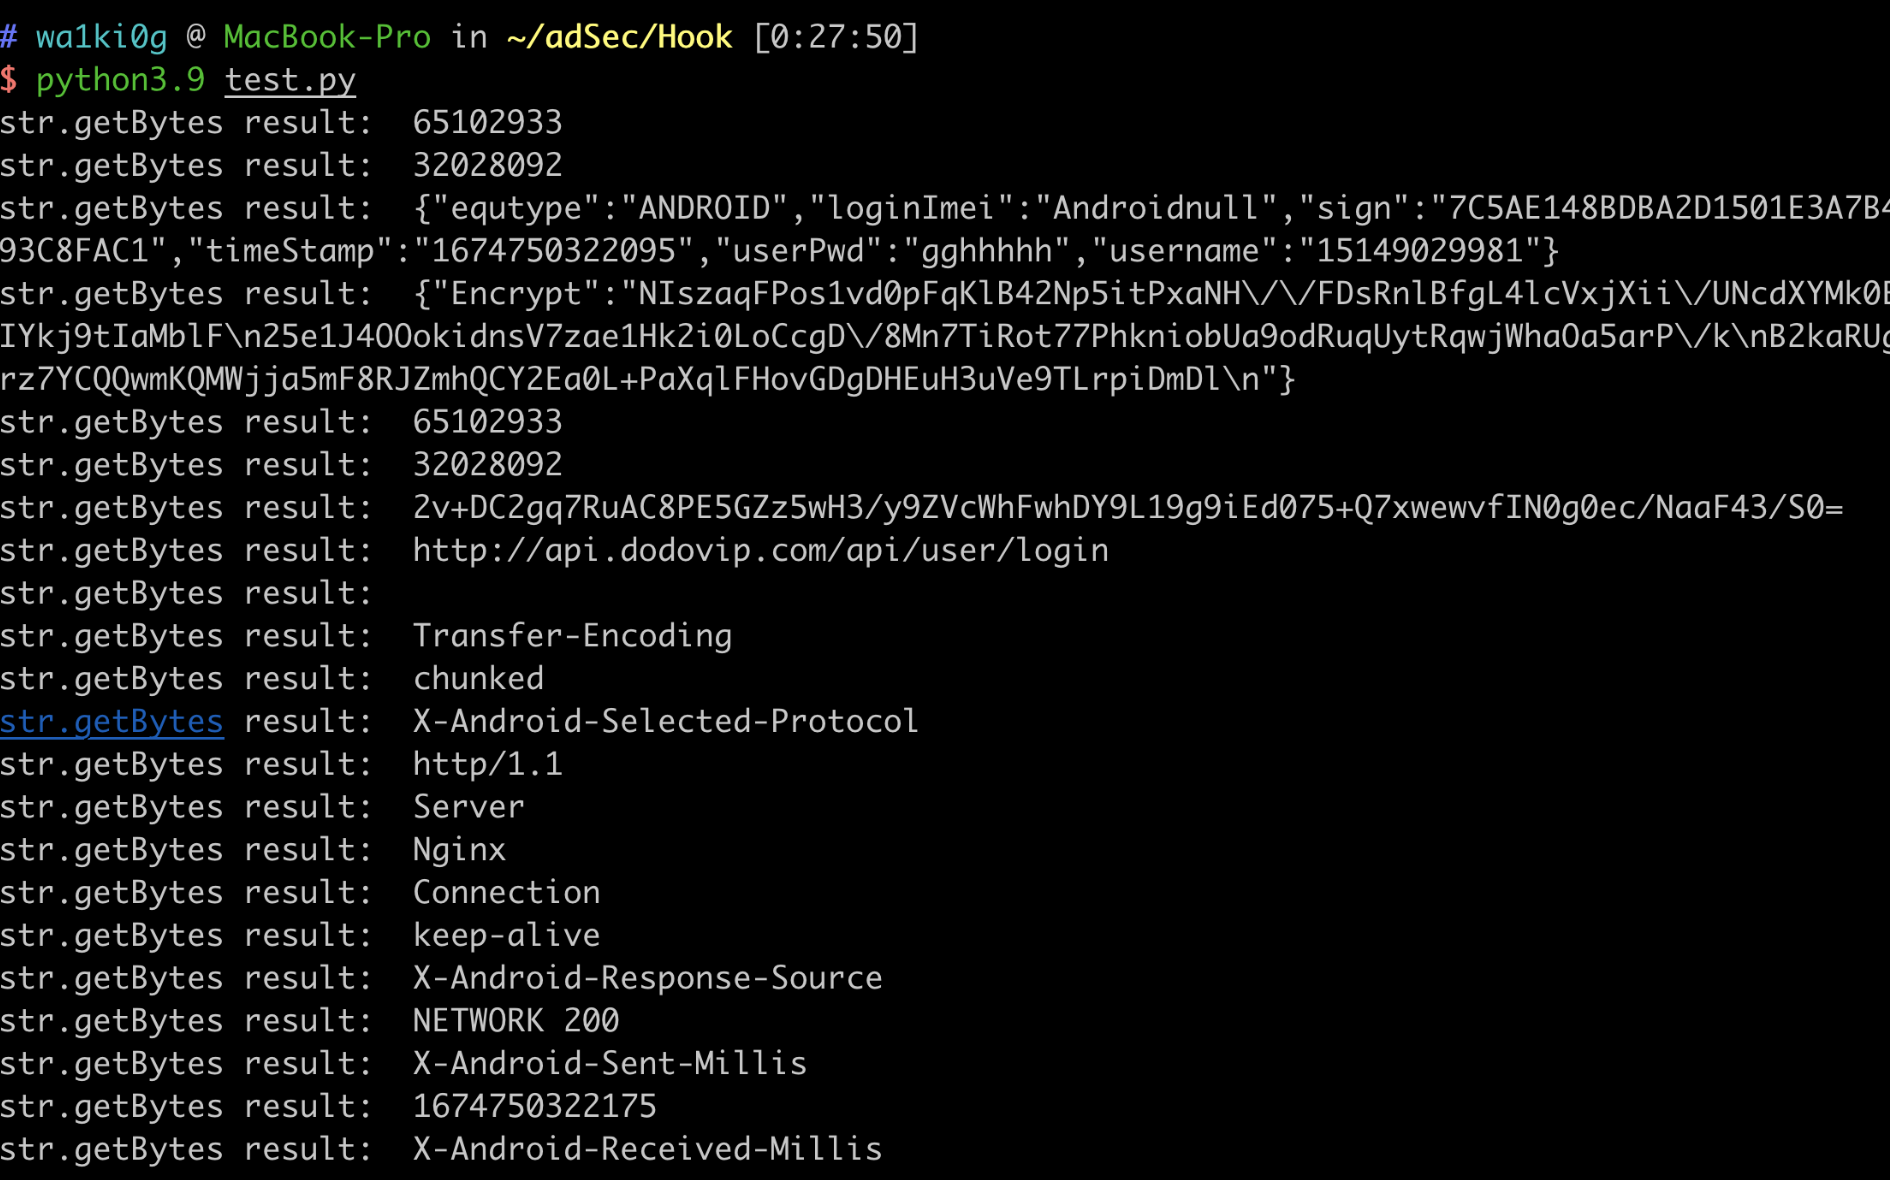 # wa1ki0g @ MacBook-Pro in ~/adSec/Hook [0:27:50]
$ python3.9 test.py
str.getBytes result:  65102933
str.getBytes result:  32028092
str.getBytes result:  {"equtype":"ANDROID","loginImei":"Androidnull","sign":"7C5AE148BDBA2D1501E3A7B4
93C8FAC1","timeStamp":"1674750322095","userPwd":"gghhhhh","username":"15149029981"}
str.getBytes result:  {"Encrypt":"NIszaqFPos1vd0pFqKlB42Np5itPxaNH\/\/FDsRnlBfgL4lcVxjXii\/UNcdXYMk0E
IYkj9tIaMblF\n25e1J4OOokidnsV7zae1Hk2i0LoCcgD\/8Mn7TiRot77PhkniobUa9odRuqUytRqwjWhaOa5arP\/k\nB2kaRUg
rz7YCQQwmKQMWjja5mF8RJZmhQCY2Ea0L+PaXqlFHovGDgDHEuH3uVe9TLrpiDmDl\n"}
str.getBytes result:  65102933
str.getBytes result:  32028092
str.getBytes result:  2v+DC2gq7RuAC8PE5GZz5wH3/y9ZVcWhFwhDY9L19g9iEd075+Q7xwewvfIN0g0ec/NaaF43/S0=
str.getBytes result:  http://api.dodovip.com/api/user/login
str.getBytes result:
str.getBytes result:  Transfer-Encoding
str.getBytes result:  chunked
str.getBytes result:  X-Android-Selected-Protocol
str.getBytes result:  http/1.1
str.getBytes result:  Server
str.getBytes result:  Nginx
str.getBytes result:  Connection
str.getBytes result:  keep-alive
str.getBytes result:  X-Android-Response-Source
str.getBytes result:  NETWORK 200
str.getBytes result:  X-Android-Sent-Millis
str.getBytes result:  1674750322175
str.getBytes result:  X-Android-Received-Millis